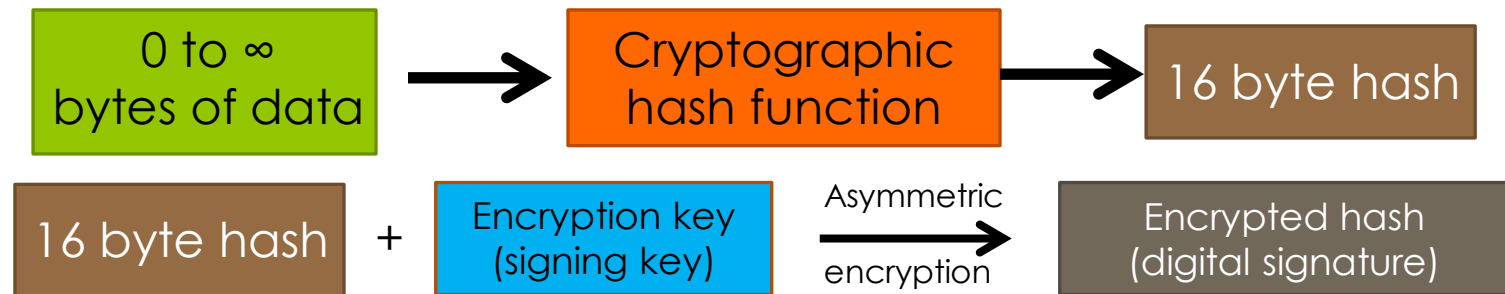 0 to ∞
bytes of data
Cryptographic
hash function
16 byte hash
16 byte hash
+
Encryption key
(signing key)
Asymmetric
encryption
Encrypted hash
(digital signature)